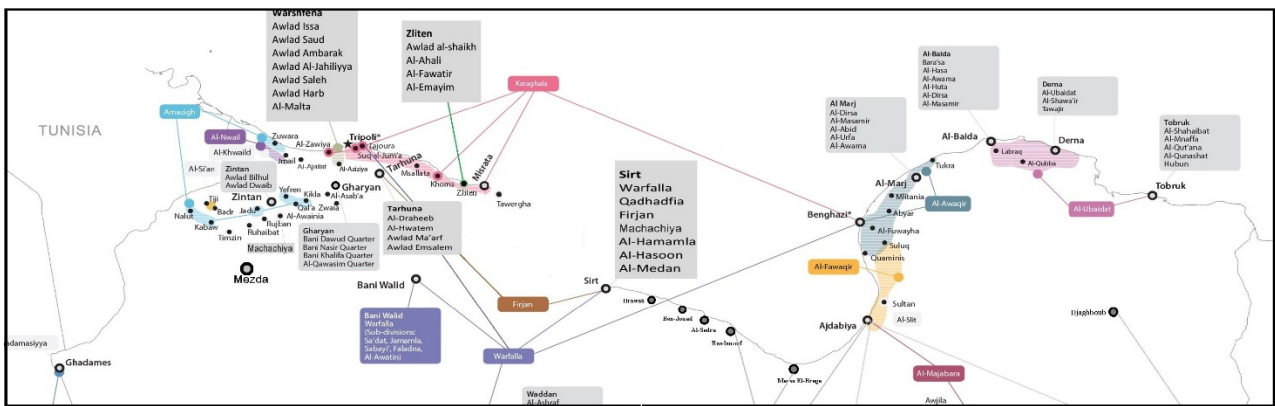 TUNISIA
Warshfena
Awlad Issa
Awlad Saud
Awlad Ambarak
Awlad Al-Jahiliyya
Awlad Saleh
Awlad Harb
Al-Malta
Zliten
Awlad al-shaikh
Al-Ahali
Al-Fawatir
Al-Emayim
Karaghala
Amazigh
Al-Nwail
Al-Khwaild
Zuwara
Jmail
Al-Ajailat
Al-Zawiya
Tripoli*
Tajoura
Suq al-Jum'a
Al-Aziziya
Al-Si'an
Zintan
Awlad Bilhul
Awlad Dwaib
Zintan
Tiji
Badr
Nalut
Kabaw
Jadu
Yefren
Kikla
Qal'a
Al-Awainia
Rujban
Ruhaibat
Timzin
Machachiya
Mezda
Gharyan
Al-Asab'a
Zwaia
Gharyan
Bani Dawud Quarter
Bani Nasir Quarter
Bani Khalifa Quarter
Al-Qawasim Quarter
Tarhuna
Msallata
Khoms
Zliten
Misrata
Tawergha
Tarhuna
Al-Draheeb
Al-Hwatem
Awlad Ma'arf
Awlad Emsalem
Bani Walid
Bani Walid
Warfalla
(Sub-divisions;
Sa'dat, Jamamla,
Sabayi', Faladna,
Al-Awatin)
Firjan
Warfalla
Waddan
Al-Ashraf
Sirt
Sirt
Warfalla
Qadhadfia
Firjan
Machachiya
Al-Hamamla
Al-Hasoon
Al-Medan
Hrawah
Ben-Jawad
Al-Sedra
Ras-lanouf
Marsa El-Brega
Al Marj
Al-Dirsa
Al-Masamir
Al-Abid
Al-Urfa
Al-Awama
Al-Baida
Bara'sa
Al-Hasa
Al-Awama
Al-Huta
Al-Dirsa
Al-Masamir
Derna
Al-Ubaidat
Al-Shawa'ir
Tawajir
Tobruk
Al-Shahaibat
Al-Mnaffa
Al-Qut'ana
Al-Qunashat
Hubun
Al-Baida
Labraq
Al-Qubba
Derna
Tobruk
Al-Ubaidat
Tukra
Al-Marj
Al-Awaqir
Mlitania
Abyar
Benghazi*
Al-Fuwayha
Suluq
Quaminis
Al-Fawaqir
Sultan
Al-Slit
Ajdabiya
Al-Majabara
Awjila
Djaghboub
Ghadames